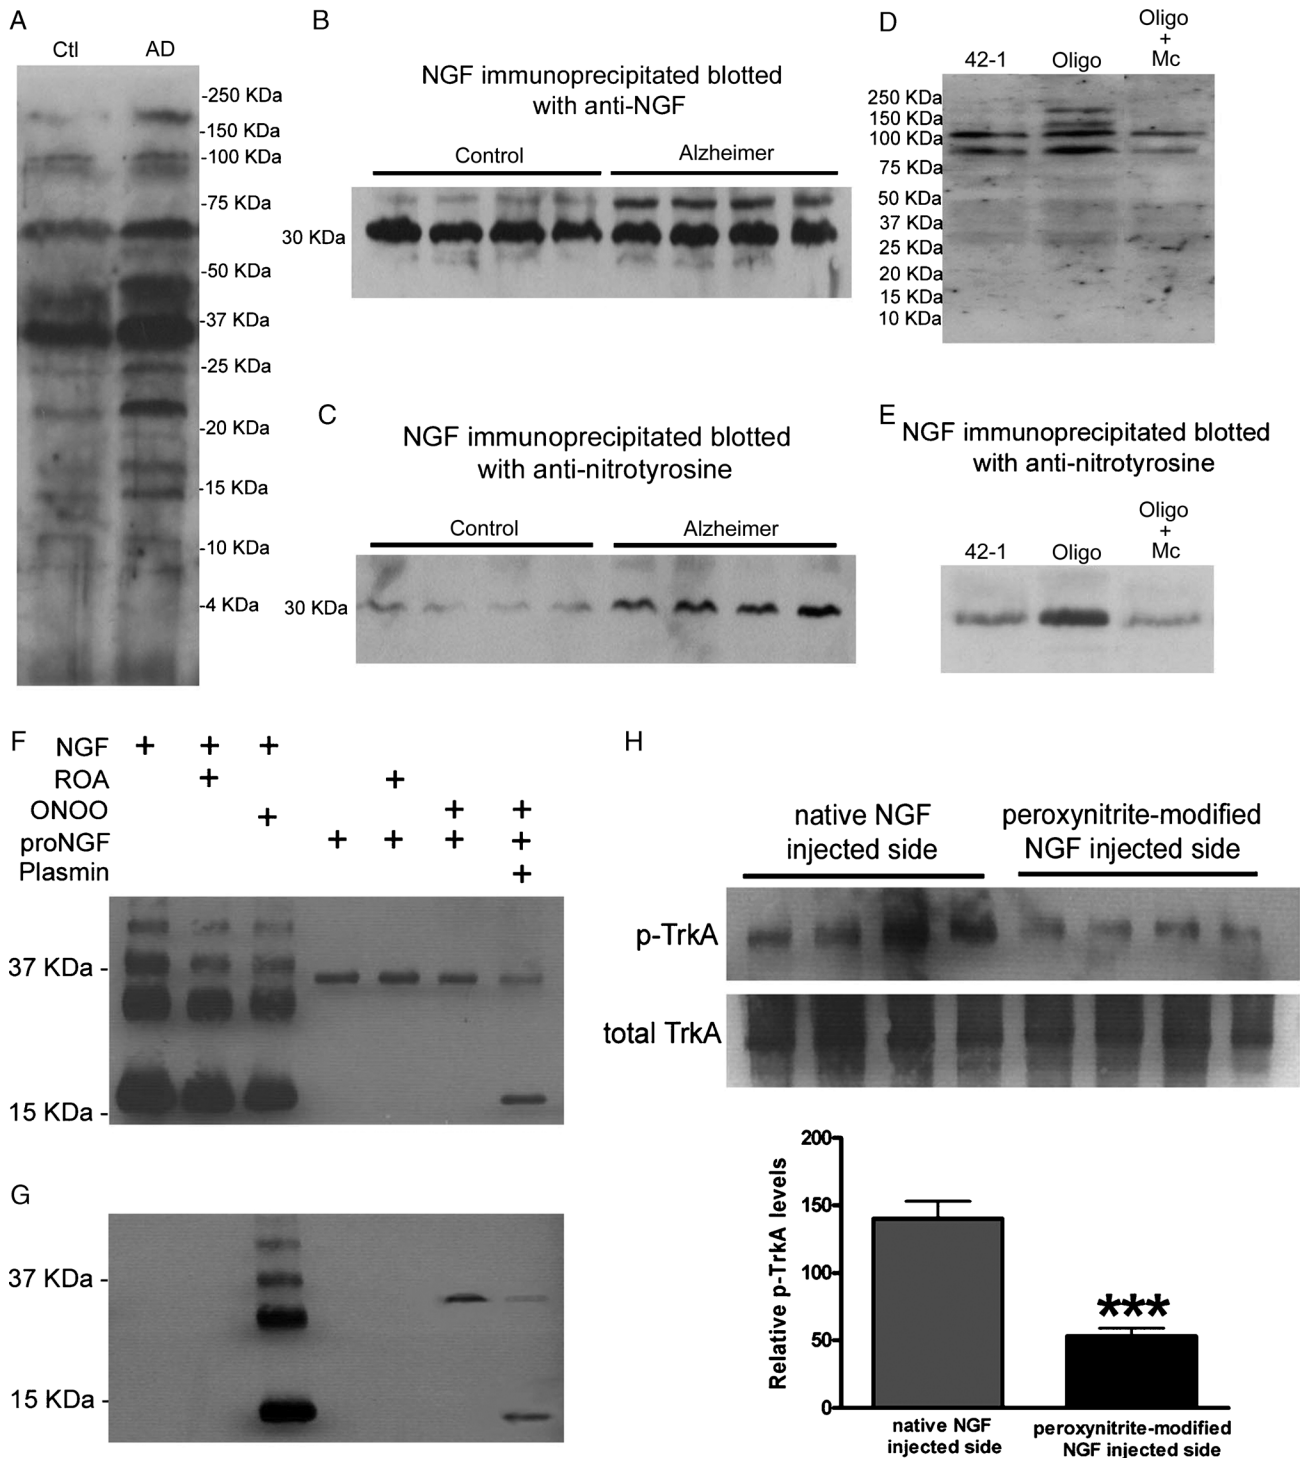 A
Ctl
AD
-250 KDa
-150 KDa
-100 KDa
-75 KDa
-50 KDa
-37 KDa
-25 KDa
-20 KDa
-15 KDa
-10 KDa
-4 KDa
B
NGF immunoprecipitated blotted
with anti-NGF
Control
Alzheimer
30 KDa
C
NGF immunoprecipitated blotted
with anti-nitrotyrosine
Control
Alzheimer
30 KDa
D
42-1
Oligo
Oligo
+
Mc
250 KDa
150 KDa
100 KDa
75 KDa
50 KDa
37 KDa
25 KDa
20 KDa
15 KDa
10 KDa
E
NGF immunoprecipitated blotted
with anti-nitrotyrosine
42-1
Oligo
Oligo
+
Mc
F
NGF + + +
ROA + +
ONOO + + +
proNGF + + + +
Plasmin +
37 KDa -
15 KDa -
G
37 KDa -
15 KDa -
H
native NGF
injected side
peroxynitrite-modified
NGF injected side
p-TrkA
total TrkA
Relative p-TrkA levels
200
150
100
50
0
***
native NGF
injected side
peroxynitrite-modified
NGF injected side